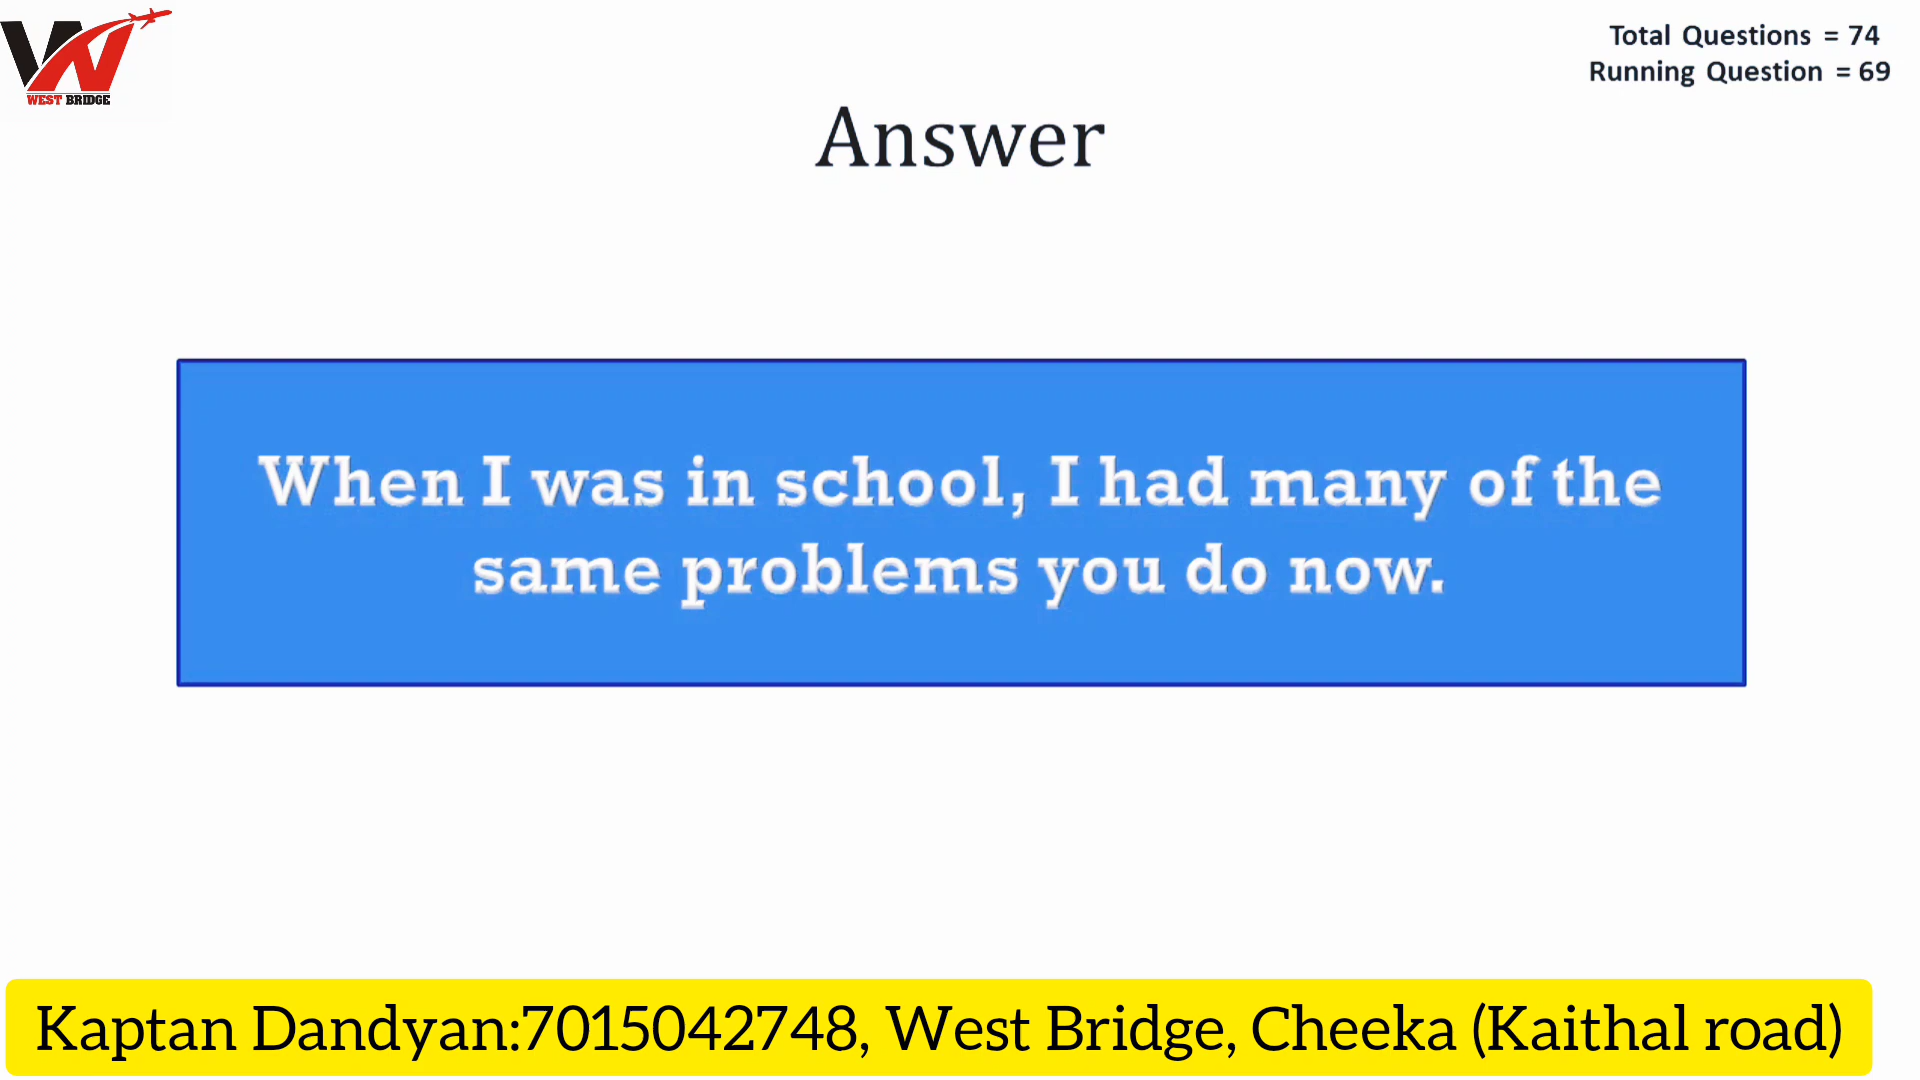 WEST BRIDGE
Total Questions = 74
Running Question = 69
Answer
When I was in school, I had many of the
same problems you do now.
Kaptan Dandyan:7015042748, West Bridge, Cheeka (Kaithal road)